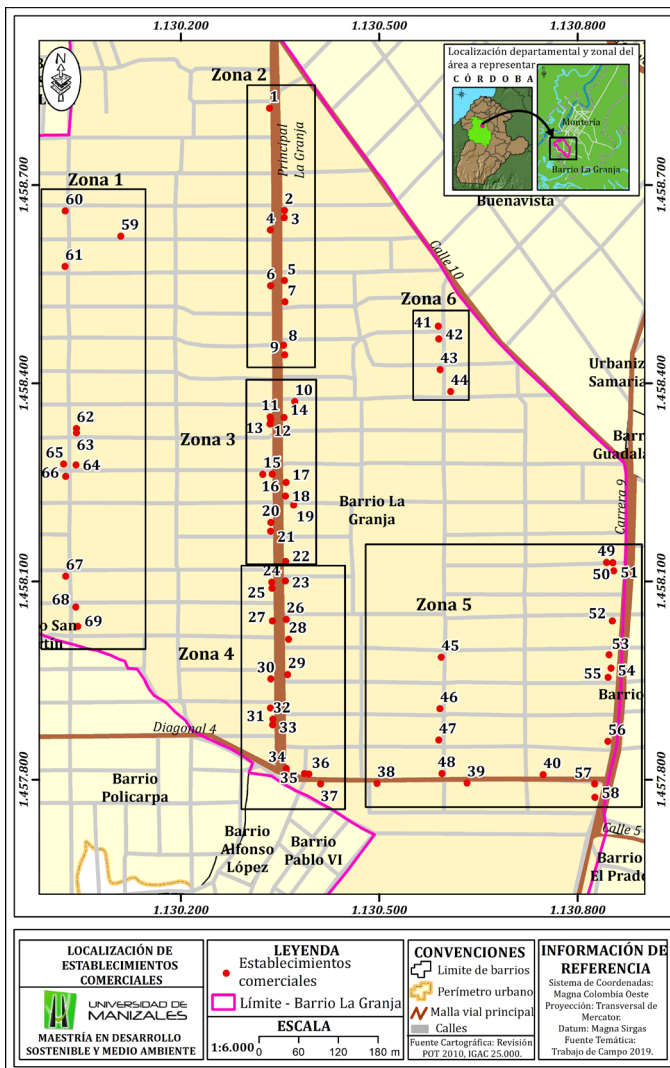 1.130.200
1.130.500
1.130.800
Localización departamental y zonal del
área a representar
CÓRDOBA
Montería
Barrio La Granja
N
Zona 2
1
Principal
La Granja
1.458.700
Zona 1
60
59
61
2
3
4
5
6
7
8
9
Buenavista
Calle 10
Zona 6
41
42
43
44
1.458.400
1.458.400
Urbaniz
Samaria
Barr
Guadala
10
11
14
13
12
Zona 3
62
63
65
64
66
15
17
16
18
19
20
21
22
Barrio La
Granja
Carrera 9
1.458.100
1.458.100
67
68
69
o San
rtín
24
23
25
26
27
28
Zona 4
29
30
32
31
33
34
35
36
37
Zona 5
49
50
51
52
45
53
54
55
Barrio
46
47
56
48
38
39
40
57
58
Diagonal 4
1.457.800
1.457.800
Calle 5
Barrio
Policarpa
Barrio
Alfonso
López
Barrio
Pablo VI
Barrio
El Prado
1.130.200
1.130.500
1.130.800
LOCALIZACIÓN DE
ESTABLECIMIENTOS
COMERCIALES
UNIVERSIDAD DE
MANIZALES
MAESTRÍA EN DESARROLLO
SOSTENIBLE Y MEDIO AMBIENTE
LEYENDA
Establecimientos
comerciales
Límite - Barrio La Granja
ESCALA
1:6.000
0 60 120 180 m
CONVENCIONES
Limite de barrios
Perímetro urbano
Malla vial principal
Calles
Fuente Cartográfica: Revisión
POT 2010, IGAC 25.000.
INFORMACIÓN DE
REFERENCIA
Sistema de Coordenadas:
Magna Colombia Oeste
Proyección: Transversal de
Mercator.
Datum: Magna Sirgas
Fuente Temática:
Trabajo de Campo 2019.